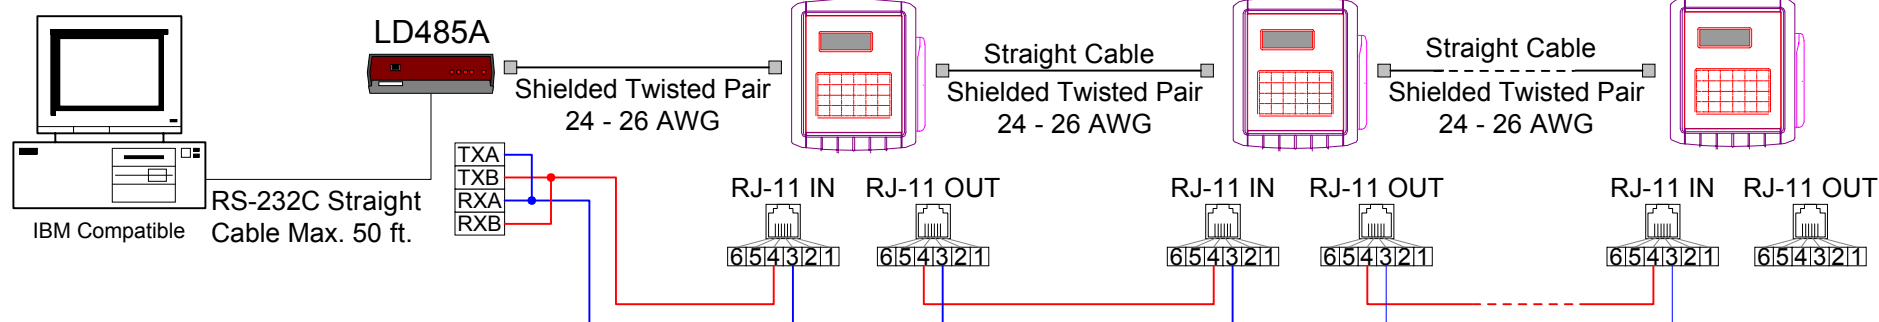 LD485A
Straight Cable
Straight Cable
Shielded Twisted Pair
24 - 26 AWG
Shielded Twisted Pair
24 - 26 AWG
Shielded Twisted Pair
24 - 26 AWG
TXA
TXB
RXA
RXB
RS-232C Straight
Cable Max. 50 ft.
IBM Compatible
RJ-11 IN
RJ-11 OUT
RJ-11 IN
RJ-11 OUT
RJ-11 IN
RJ-11 OUT
6 5 4 3 2 1
6 5 4 3 2 1
6 5 4 3 2 1
6 5 4 3 2 1
6 5 4 3 2 1
6 5 4 3 2 1